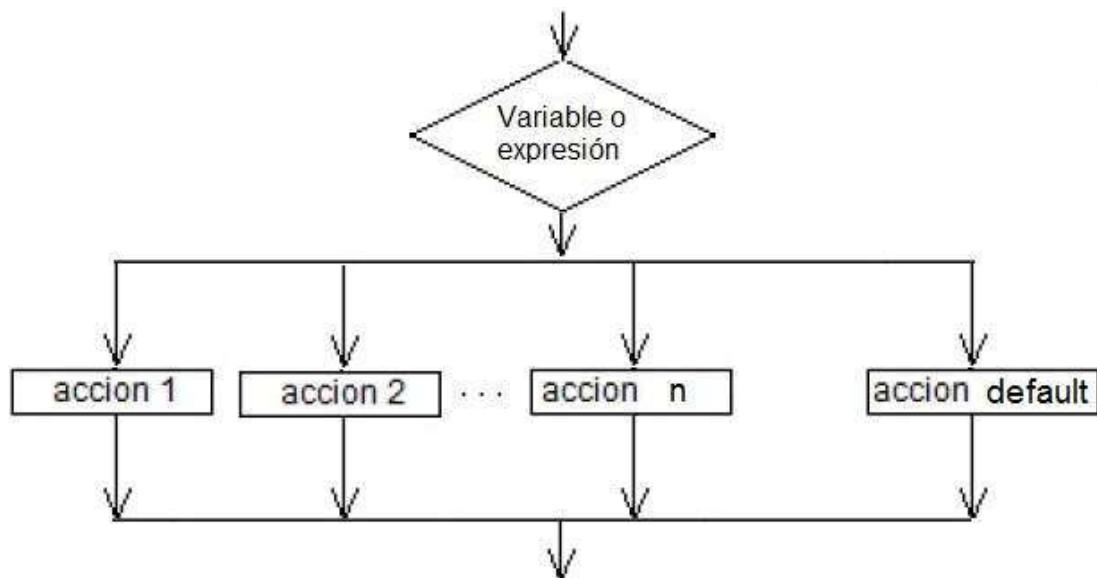 Variable o
expresión
accion 1
accion 2
. . .
accion n
accion default